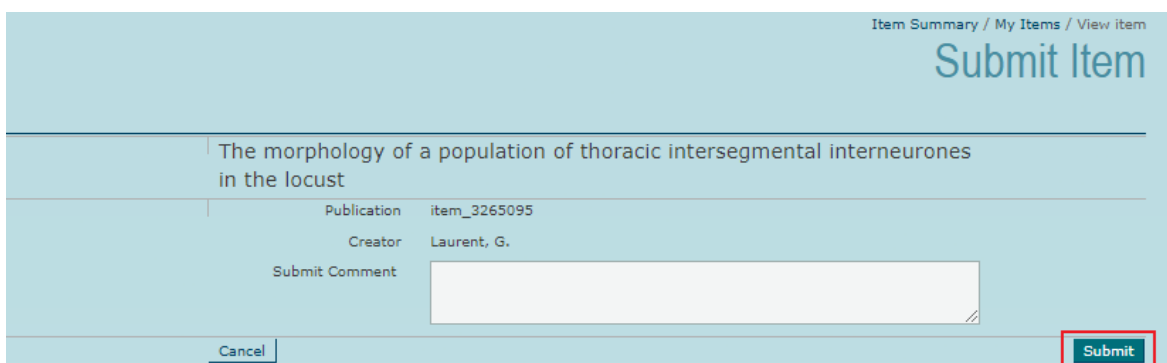 Item Summary / My Items / View item
Submit Item
The morphology of a population of thoracic intersegmental interneurones
in the locust
Publication item_3265095
Creator Laurent, G.
Submit Comment
Cancel Submit